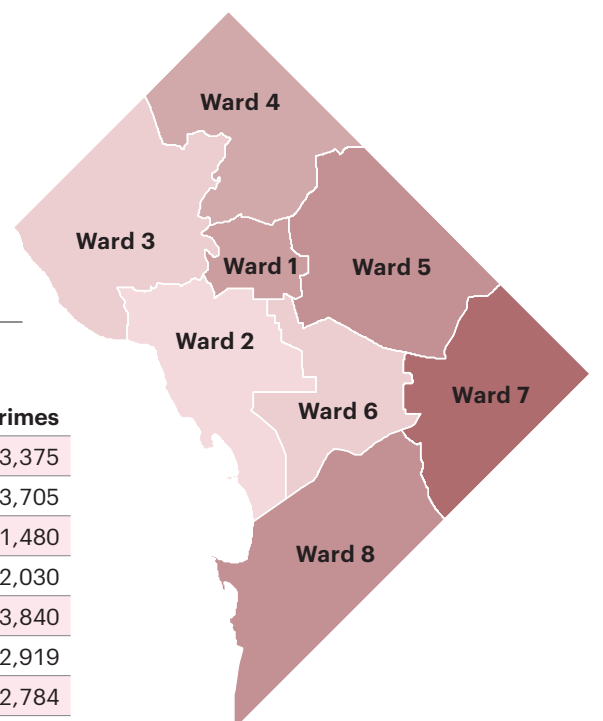 Ward 4
Ward 3
Ward 1
Ward 5
Ward 2
Ward 7
Ward 6
Ward 8
rimes
3,375
3,705
1,480
2,030
3,840
2,919
2,784